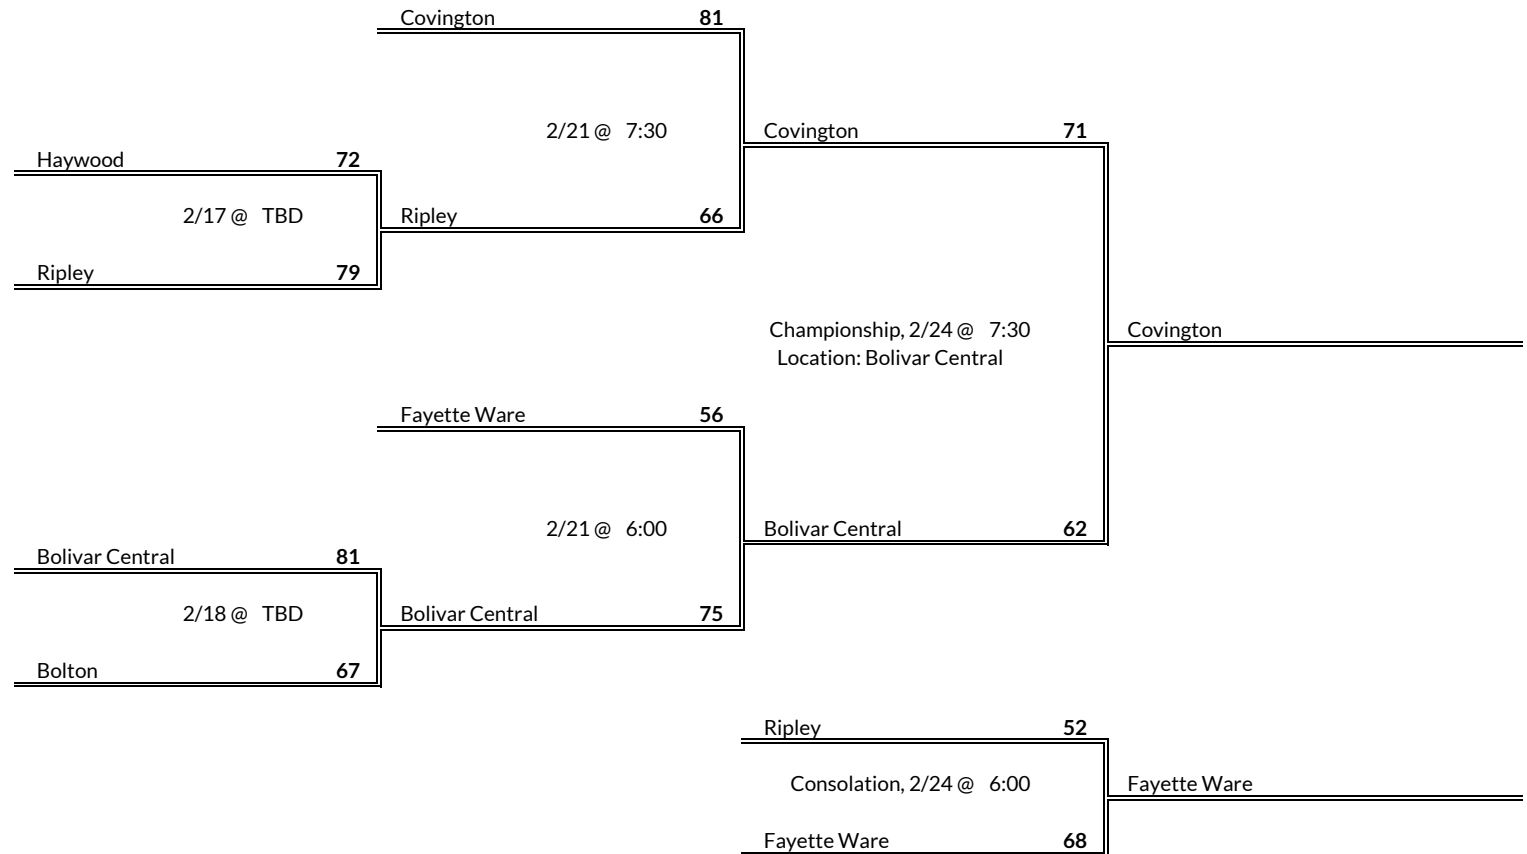 Covington 81
2/21 @ 7:30
Covington 71
Haywood 72
2/17 @ TBD
Ripley 66
Ripley 79
Championship, 2/24 @ 7:30
Location: Bolivar Central
Covington
Fayette Ware 56
2/21 @ 6:00
Bolivar Central 62
Bolivar Central 81
2/18 @ TBD
Bolivar Central 75
Bolton 67
Ripley 52
Consolation, 2/24 @ 6:00
Fayette Ware
Fayette Ware 68